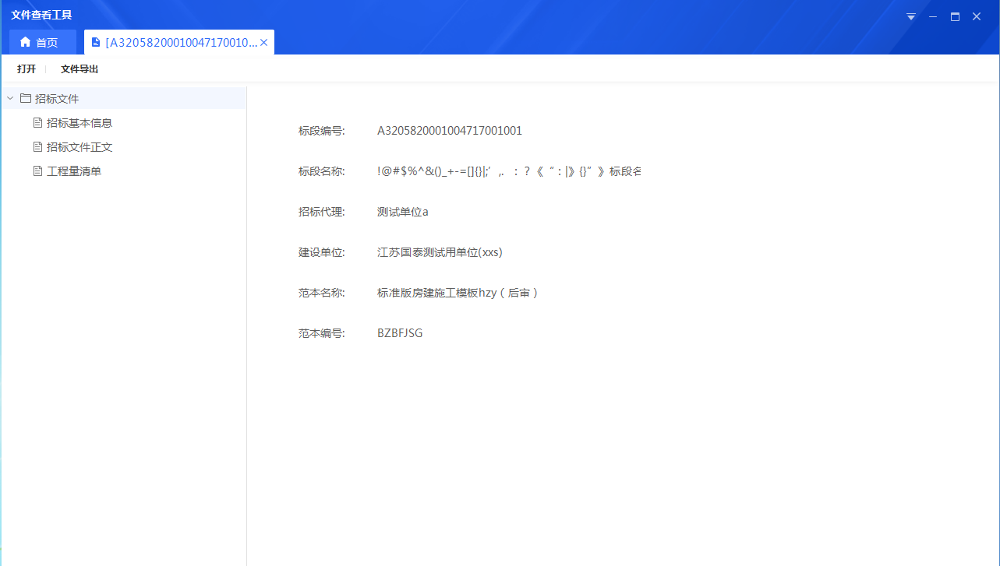 文件查看工具
首页
[A32058200010047170010...
打开 文件导出
招标文件
招标基本信息
招标文件正文
工程量清单
标段编号: A3205820001004717001001
标段名称: !@#$%^&()_+-=[]{}|;’,.：？《“：|》{}”》标段名
招标代理: 测试单位a
建设单位: 江苏国泰测试用单位(xxs)
范本名称: 标准版房建施工模板hzy（后审）
范本编号: BZBFJSG